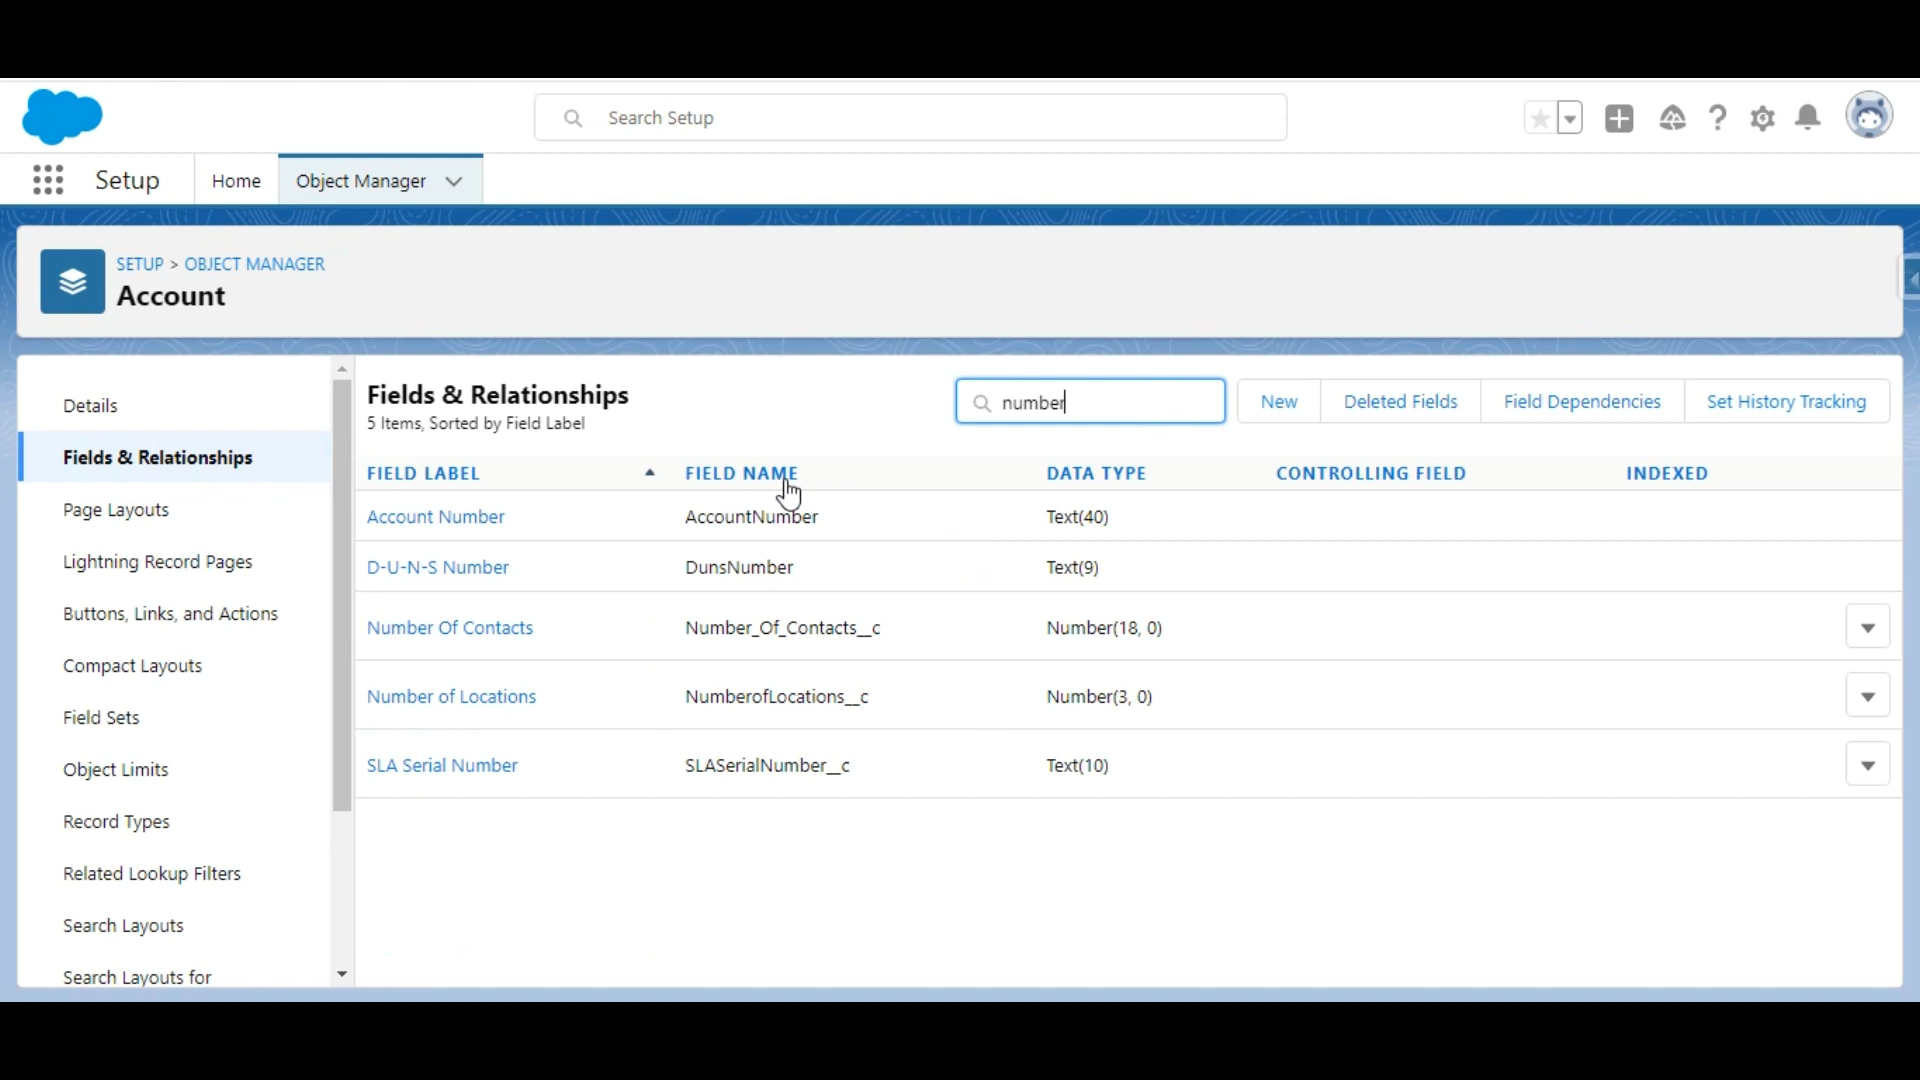 Search Setup
Setup
Home
Object Manager
SETUP > OBJECT MANAGER
Account
Details
Fields & Relationships
Page Layouts
Lightning Record Pages
Buttons, Links, and Actions
Compact Layouts
Field Sets
Object Limits
Record Types
Related Lookup Filters
Search Layouts
Search Layouts for
Fields & Relationships
5 Items, Sorted by Field Label
number
New
Deleted Fields
Field Dependencies
Set History Tracking
FIELD LABEL FIELD NAME DATA TYPE CONTROLLING FIELD INDEXED
Account Number AccountNumber Text(40)
D-U-N-S Number DunsNumber Text(9)
Number Of Contacts Number_Of_Contacts__c Number(18, 0)
Number of Locations NumberofLocations__c Number(3, 0)
SLA Serial Number SLASerialNumber__c Text(10)